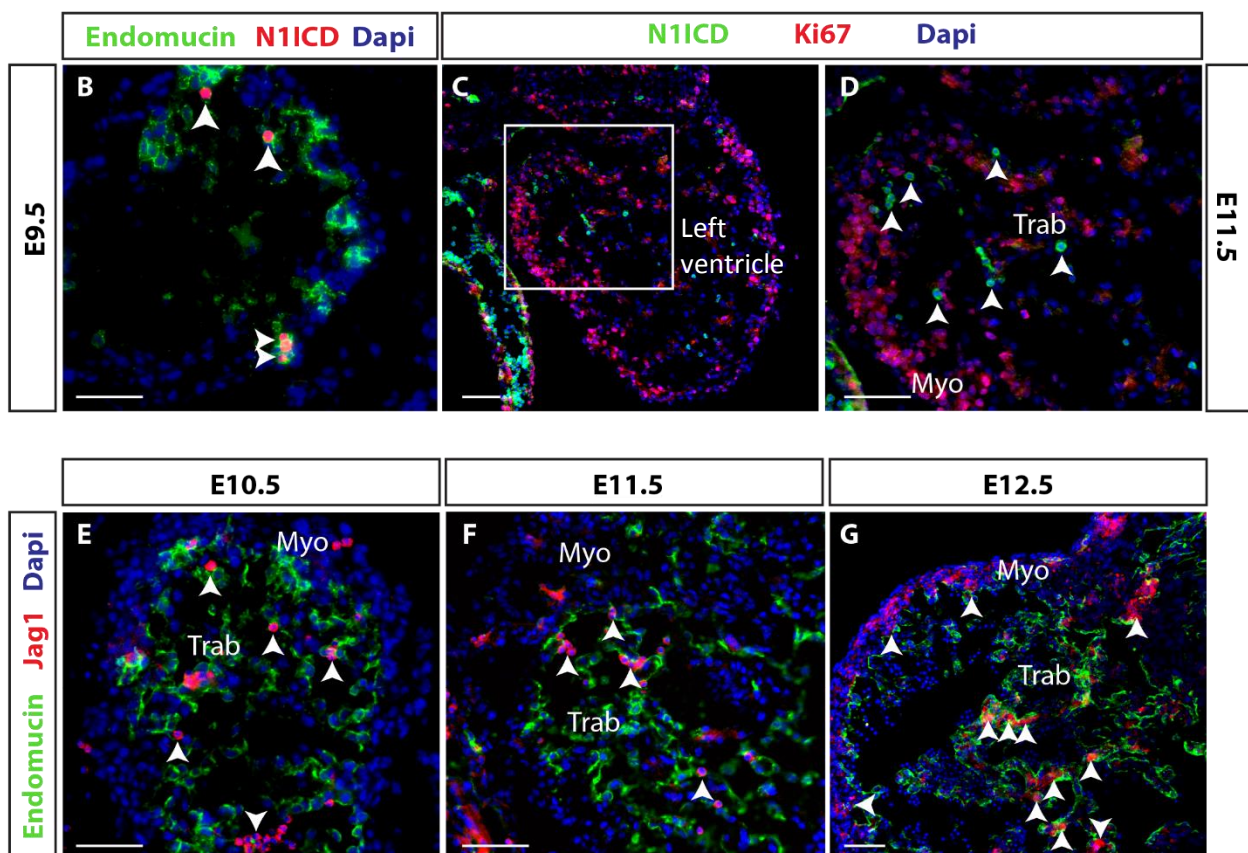 Endomucin N1ICD Dapi
N1ICD Ki67 Dapi
E9.5
B
C
Left
ventricle
D
Trab
Myo
E11.5
E10.5
E11.5
E12.5
Endomucin Jag1 Dapi
E
Myo
Trab
F
Myo
Trab
G
Myo
Trab